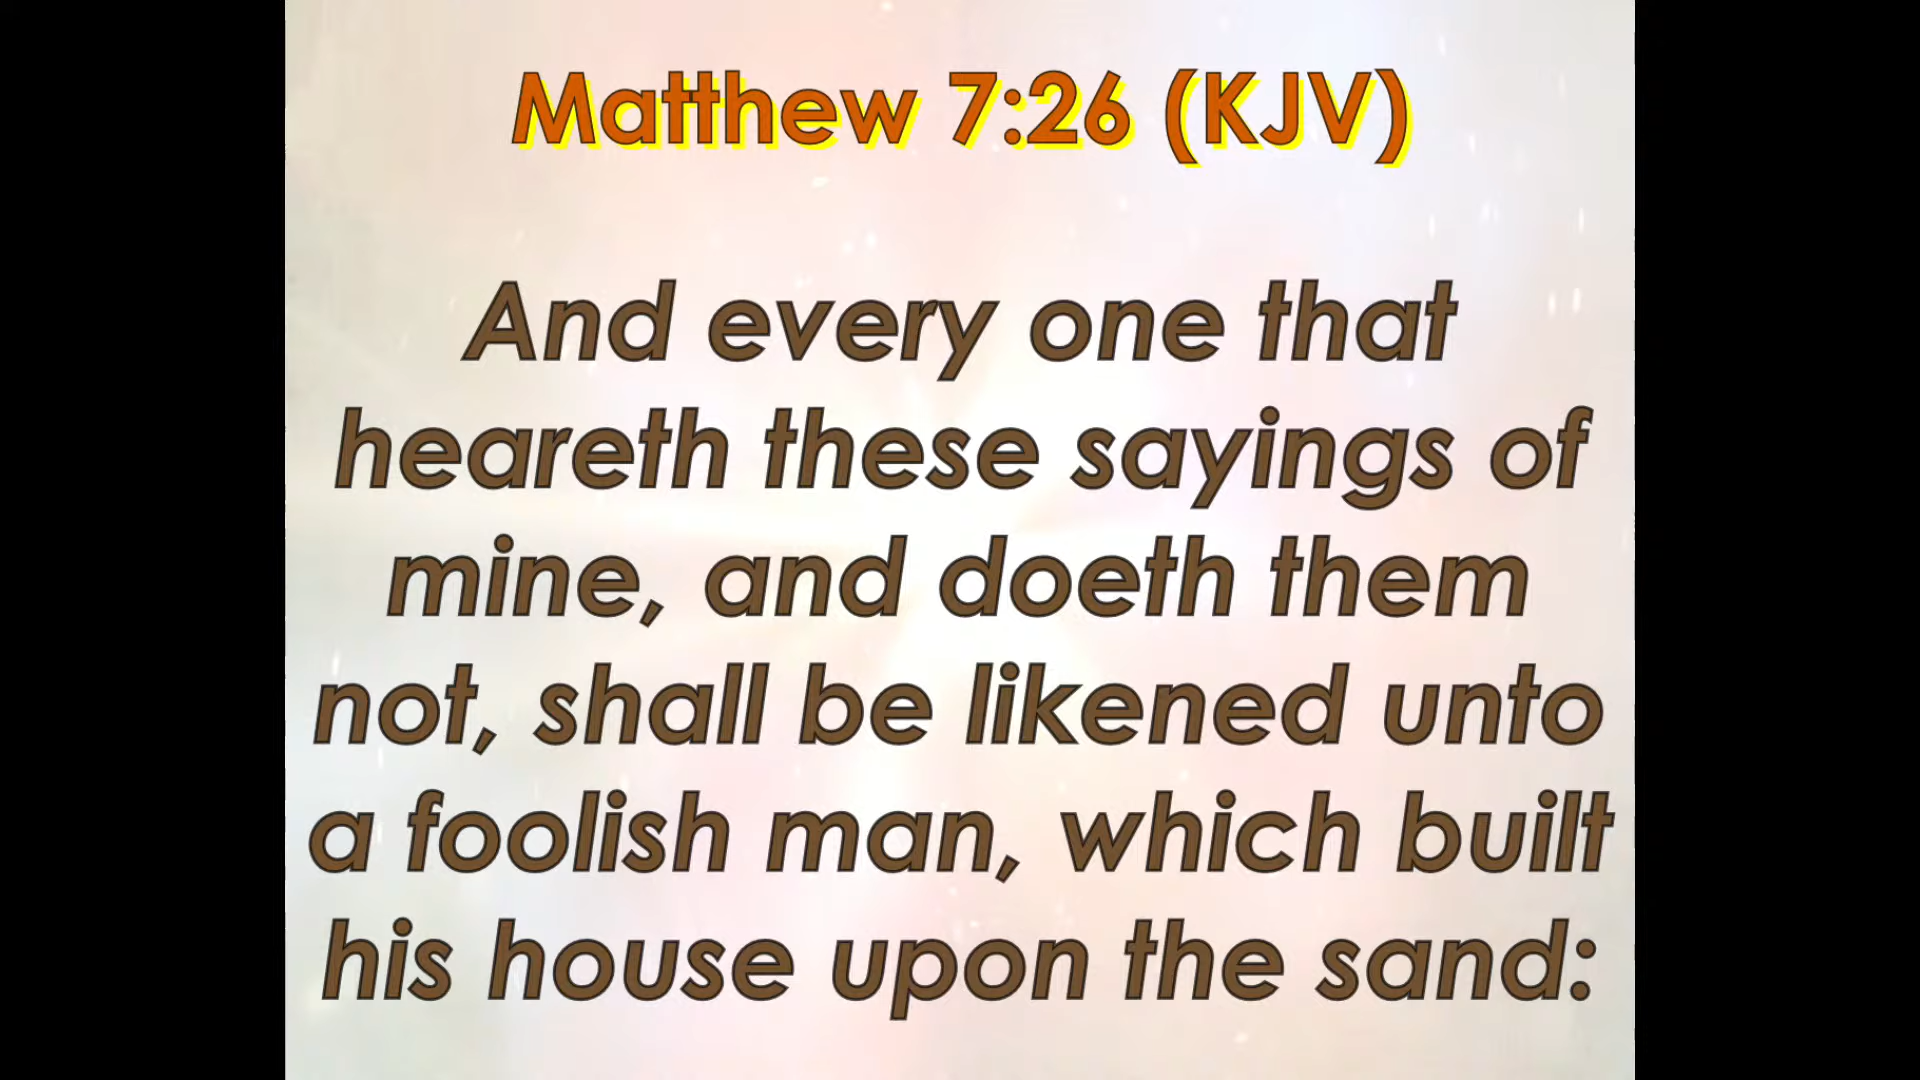 Matthew 7:26 (KJV)
And every one that
heareth these sayings of
mine, and doeth them
not, shall be likened unto
a foolish man, which built
his house upon the sand: